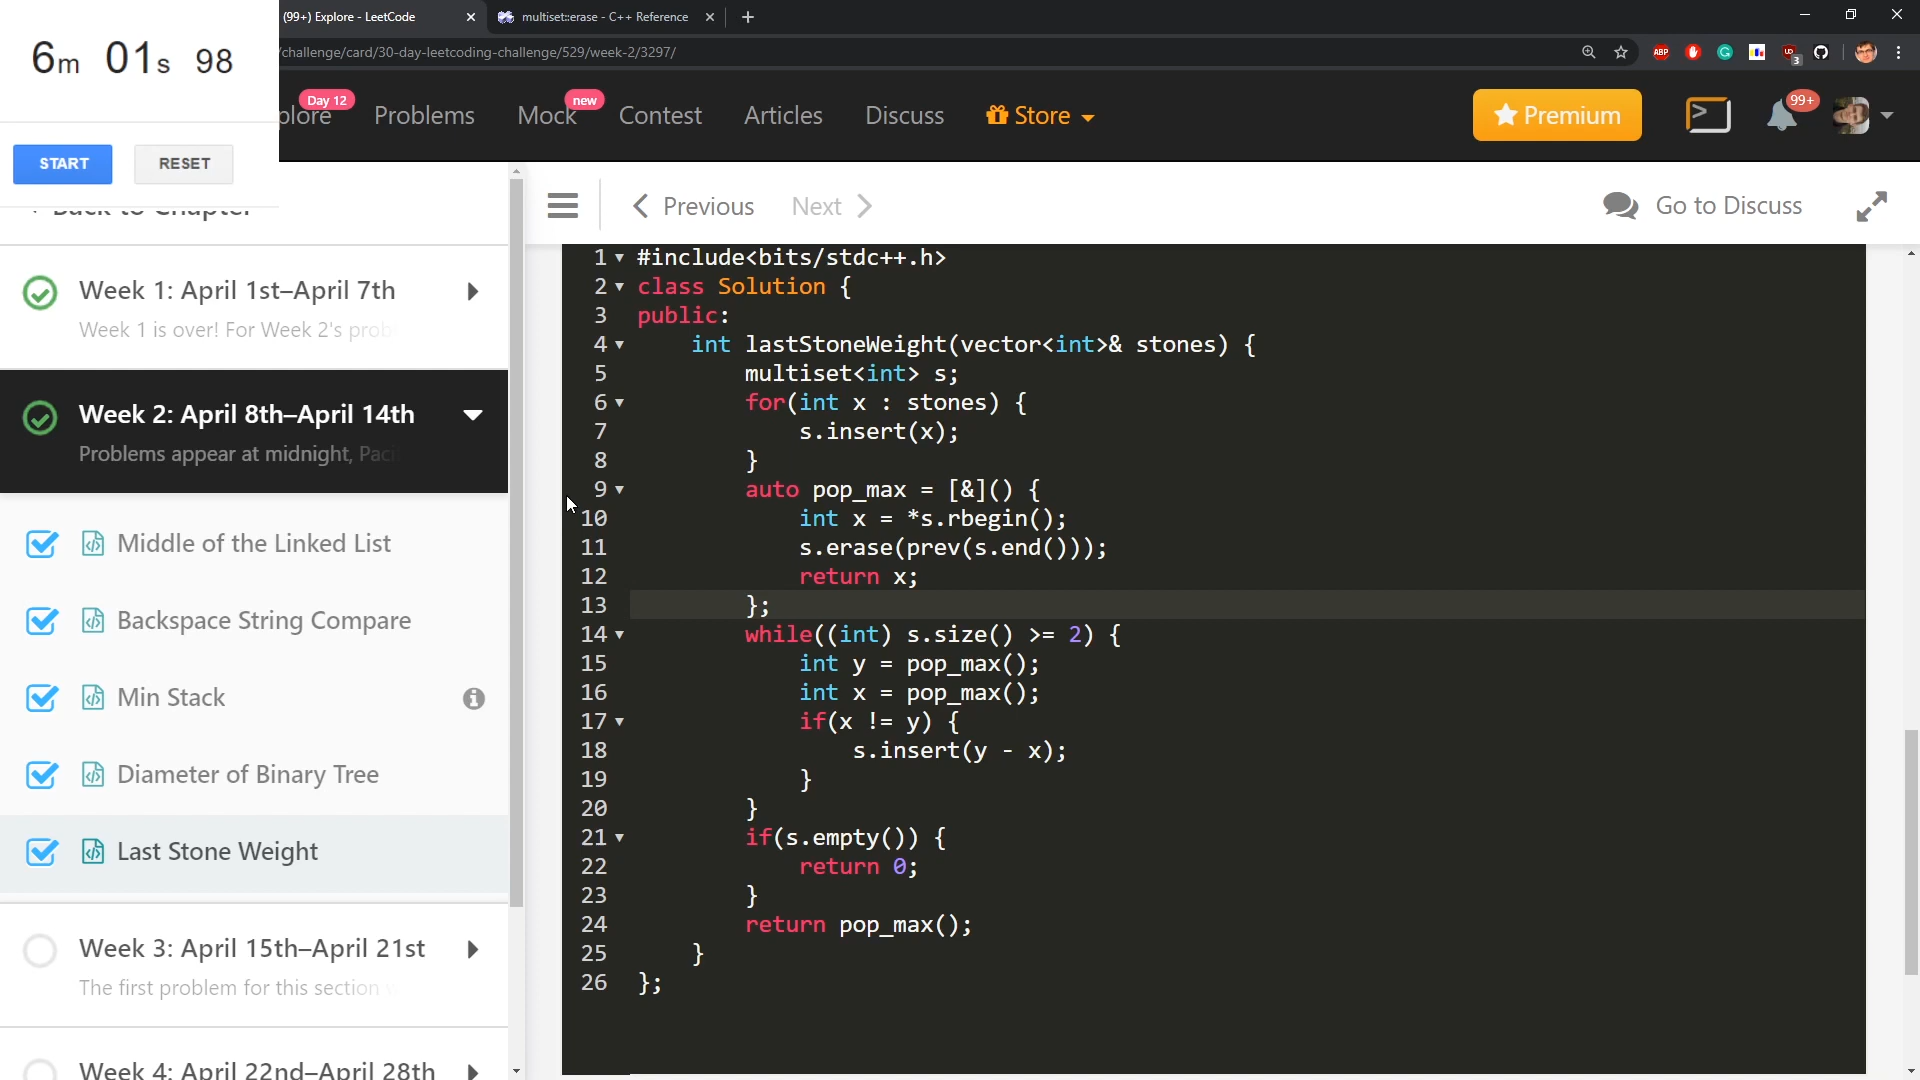 (99+) Explore - LeetCode
multiset::erase - C++ Reference
6m 01s 98
/challenge/card/30-day-leetcoding-challenge/529/week-2/3297/
ABP
3
START
RESET
plore
Day 12
Problems
Mock
new
Contest
Articles
Discuss
Store
Premium
99+
Back to Chapter
Previous
Next
Go to Discuss
Week 1: April 1st–April 7th
Week 1 is over! For Week 2's prob
Week 2: April 8th–April 14th
Problems appear at midnight, Paci
Middle of the Linked List
Backspace String Compare
Min Stack
Diameter of Binary Tree
Last Stone Weight
Week 3: April 15th–April 21st
The first problem for this section
Week 4: April 22nd–April 28th
1 #include<bits/stdc++.h>
2 class Solution {
3 public:
4 int lastStoneWeight(vector<int>& stones) {
5 multiset<int> s;
6 for(int x : stones) {
7 s.insert(x);
8 }
9 auto pop_max = [&]() {
10 int x = *s.rbegin();
11 s.erase(prev(s.end()));
12 return x;
13 };
14 while((int) s.size() >= 2) {
15 int y = pop_max();
16 int x = pop_max();
17 if(x != y) {
18 s.insert(y - x);
19 }
20 }
21 if(s.empty()) {
22 return 0;
23 }
24 return pop_max();
25 }
26 };